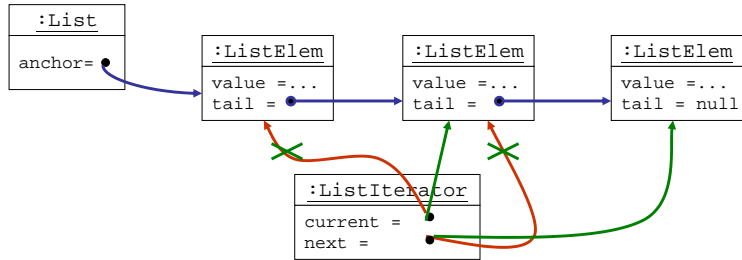 :List
anchor=
:ListElem
value =...
tail =
:ListElem
value =...
tail =
:ListElem
value =...
tail = null
:ListIterator
current =
next =